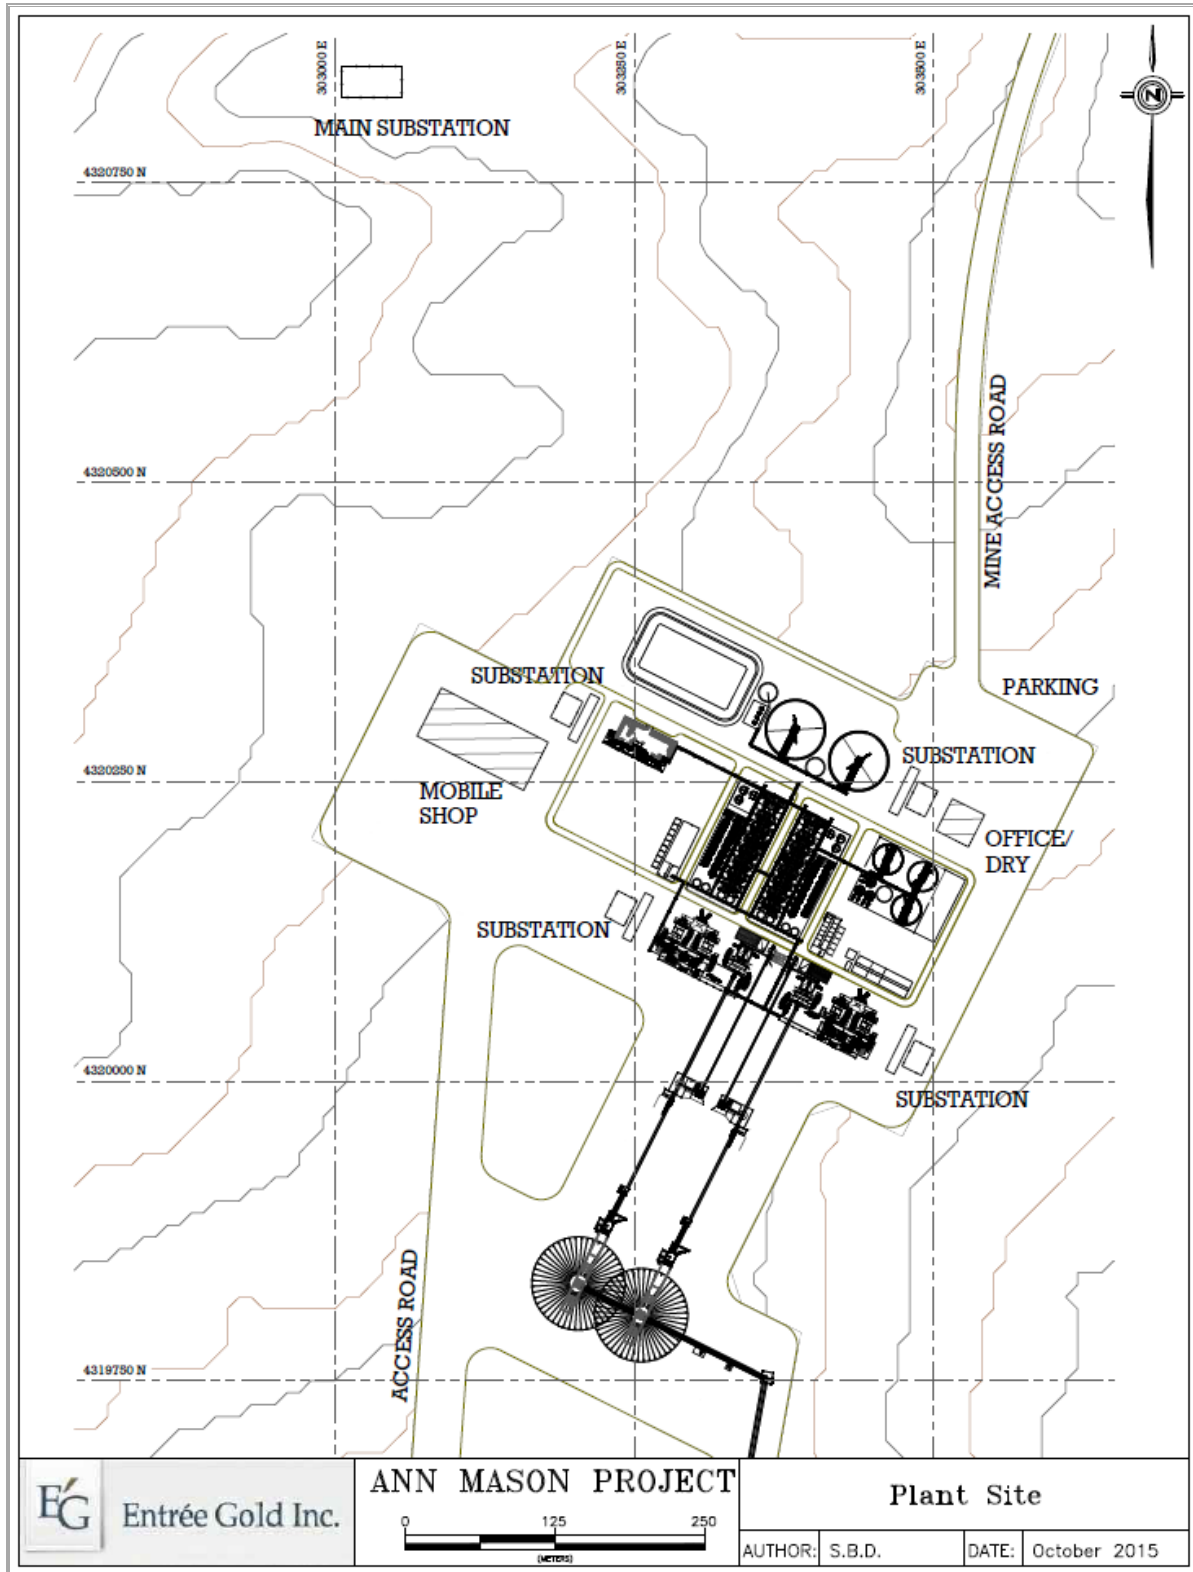 303000 E
303250 E
303500 E
N
MAIN SUBSTATION
4320750 N
MINE ACCESS ROAD
4320500 N
SUBSTATION
PARKING
SUBSTATION
4320250 N
MOBILE
SHOP
OFFICE/
DRY
SUBSTATION
4320000 N
SUBSTATION
ACCESS ROAD
4319750 N
EG
Entrée Gold Inc.
ANN MASON PROJECT
0 125 250
(METERS)
Plant Site
AUTHOR: S.B.D.
DATE: October 2015